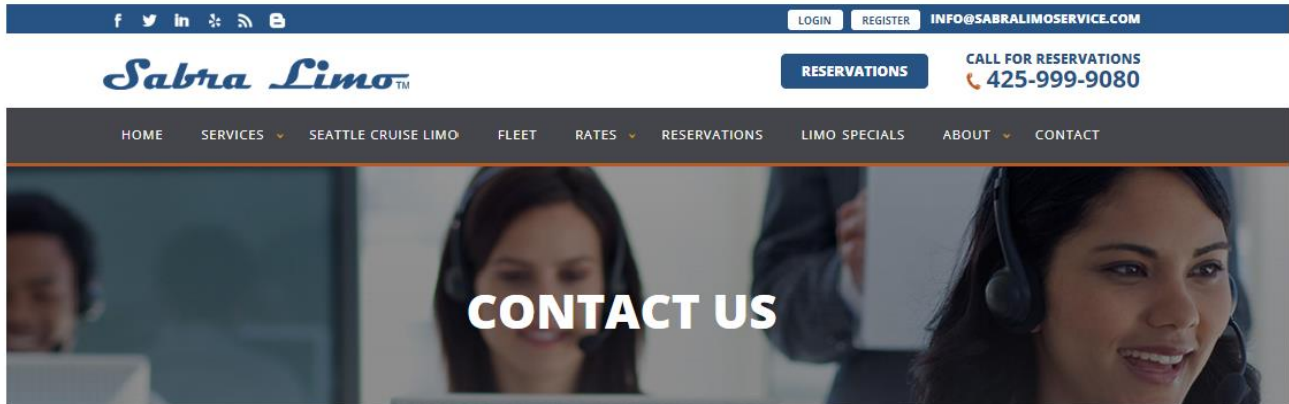 LOGIN REGISTER INFO@SABRALIMOSERVICE.COM
Sabra Limo TM
RESERVATIONS
CALL FOR RESERVATIONS
425-999-9080
HOME SERVICES SEATTLE CRUISE LIMO FLEET RATES RESERVATIONS LIMO SPECIALS ABOUT CONTACT
CONTACT US